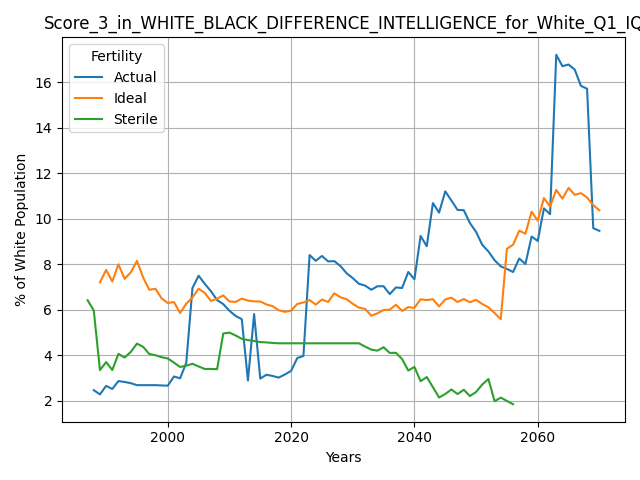 Score_3_in_WHITE_BLACK_DIFFERENCE_INTELLIGENCE_for_White_Q1_IQ
Fertility
Actual
Ideal
Sterile
% of White Population
16
14
12
10
8
6
4
2
2000 2020 2040 2060
Years